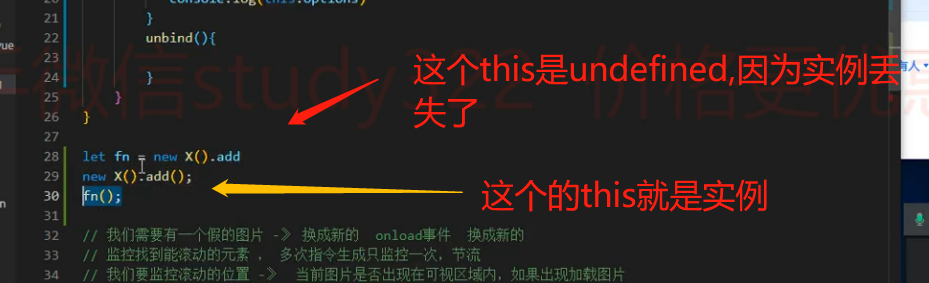 20 console.log(this.options)
21 }
22 unbind(){
23
24 }
25 }
26 }
27
28 let fn = new X().add
29 new X().add();
30 fn();
31
32 // 我们需要有一个假的图片 -》 换成新的 onload事件 换成新的
33 // 监控找到能滚动的元素 , 多次指令生成只监控一次，节流
34 // 我们要监控滚动的位置 -》 当前图片是否出现在可视区域内，如果出现加载图片
这个this是undefined,因为实例丢
失了
这个的this就是实例
微信study322 价格更优惠
vue
有人